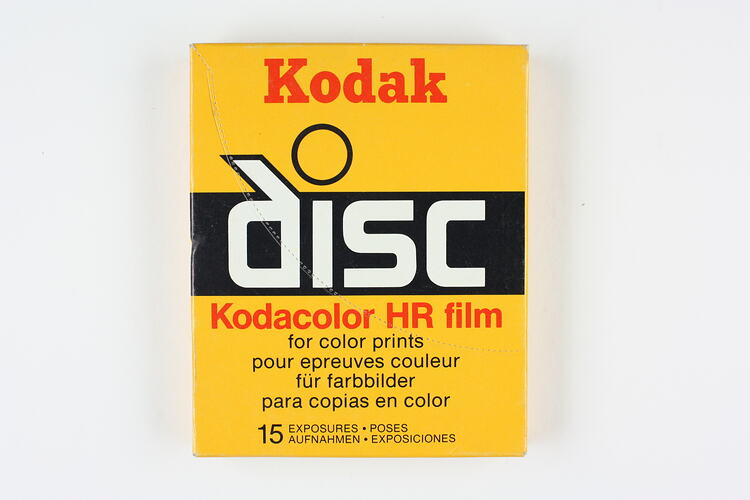 Kodak
disc
Kodacolor HR film
for color prints
pour epreuves couleur
für farbbilder
para copias en color
15 EXPOSURES • POSES
AUFNAHMEN • EXPOSICIONES